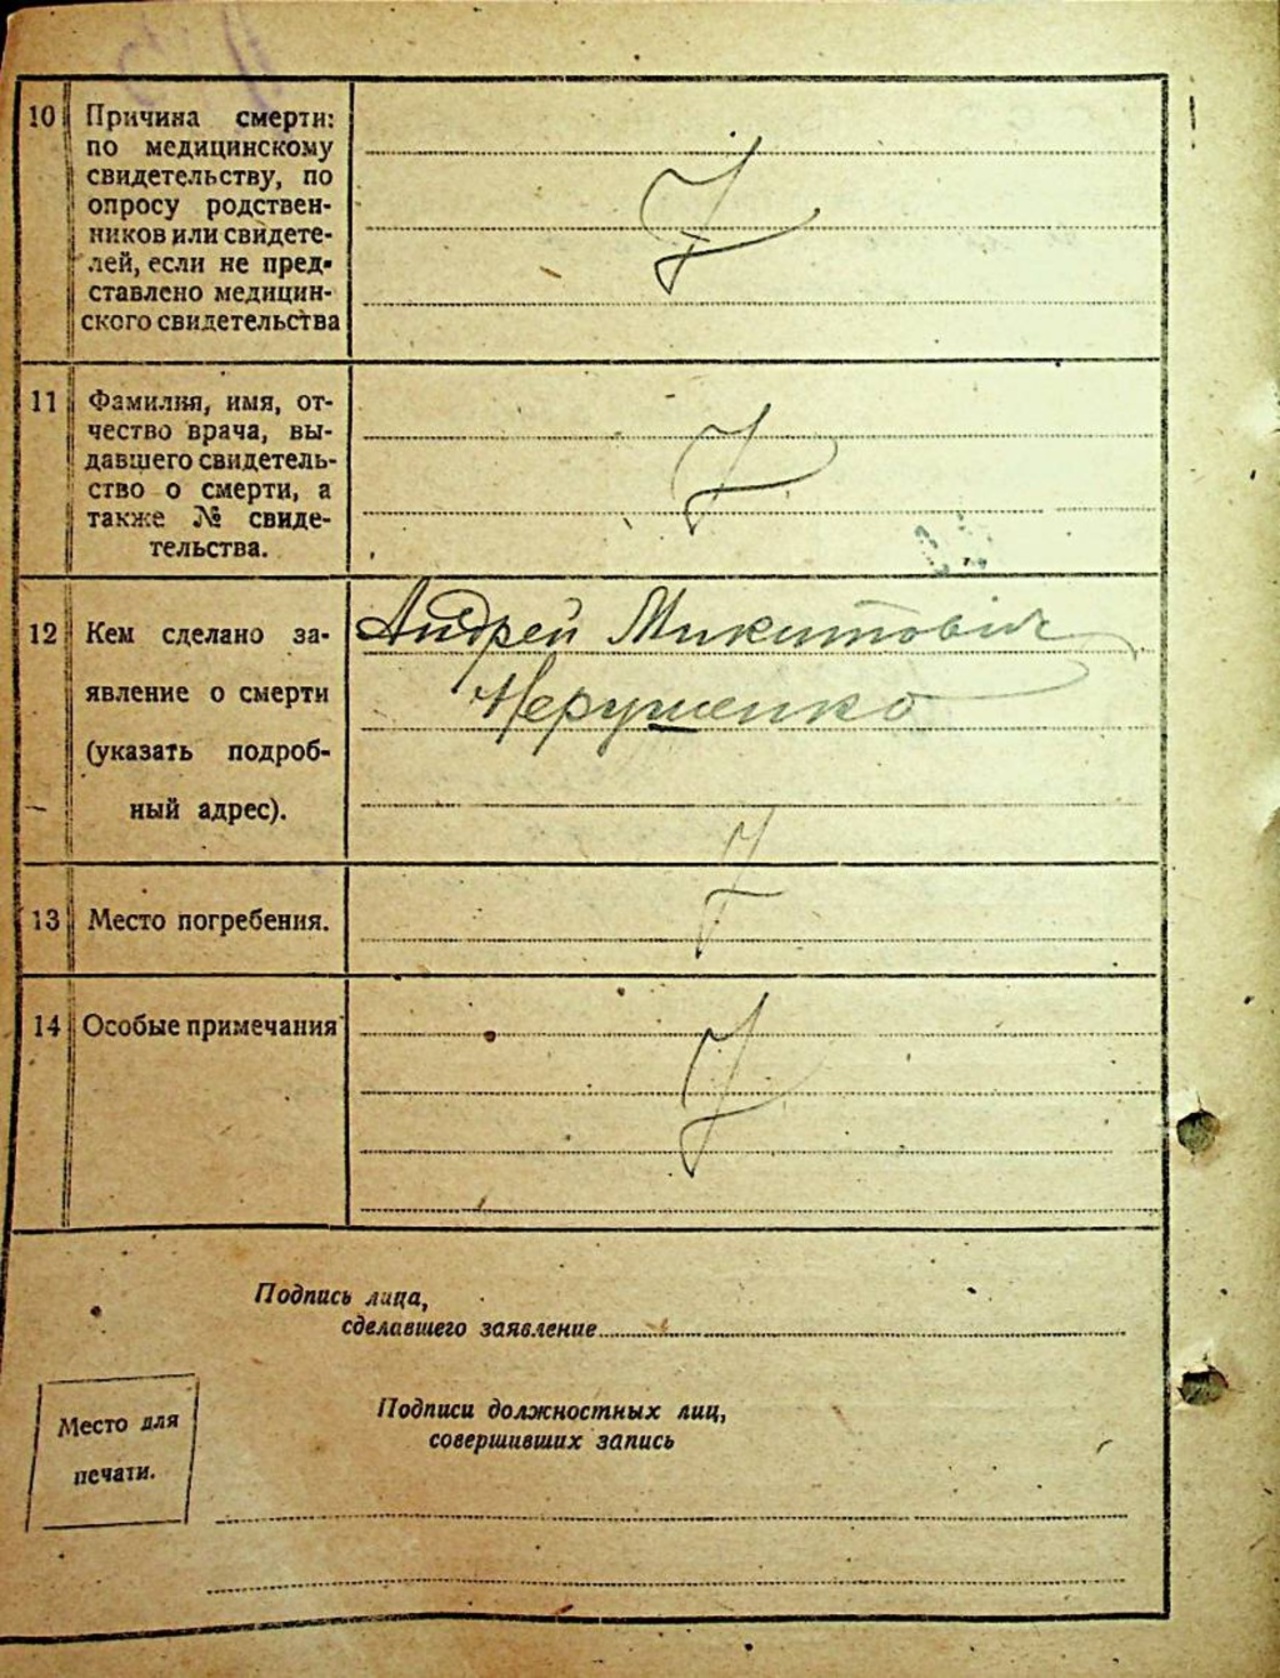 10 Причина смерти:
по медицинскому
свидетельству, по
опросу родствен-
ников или свидете-
лей, если не пред-
ставлено медицин-
ского свидетельства
11 Фамилия, имя, от-
чество врача, вы-
давшего свидетель-
ство о смерти, а
также № свиде-
тельства.
12 Кем сделано за-
явление о смерти
(указать подроб-
ный адрес).
Андрей Микитович
Нерушенко
13 Место погребения.
14 Особые примечания
Подпись лица,
сделавшего заявление
Место для
печати.
Подписи должностных лиц,
совершивших запись